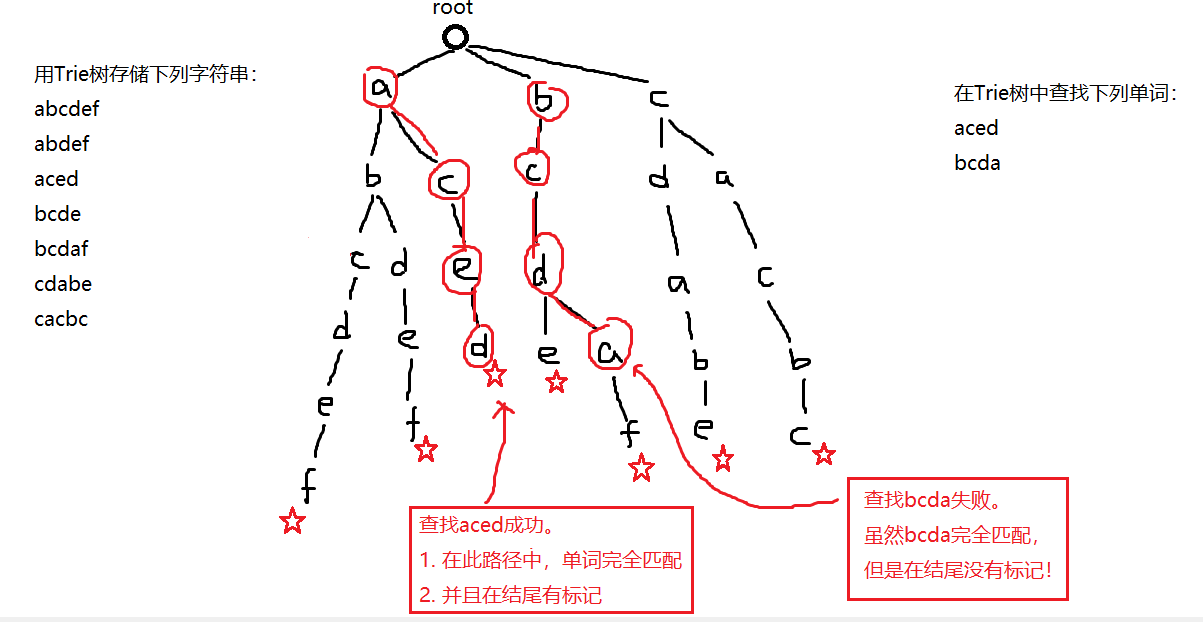 root
用Trie树存储下列字符串：
abcdef
abdef
aced
bcde
bcdaf
cdabe
cacbc
在Trie树中查找下列单词：
aced
bcda
a b c
b c c d a
c d e d a c
d e d e a b b
e f f e c
f
查找aced成功。
1. 在此路径中，单词完全匹配
2. 并且在结尾有标记
查找bcda失败。
虽然bcda完全匹配，
但是在结尾没有标记！